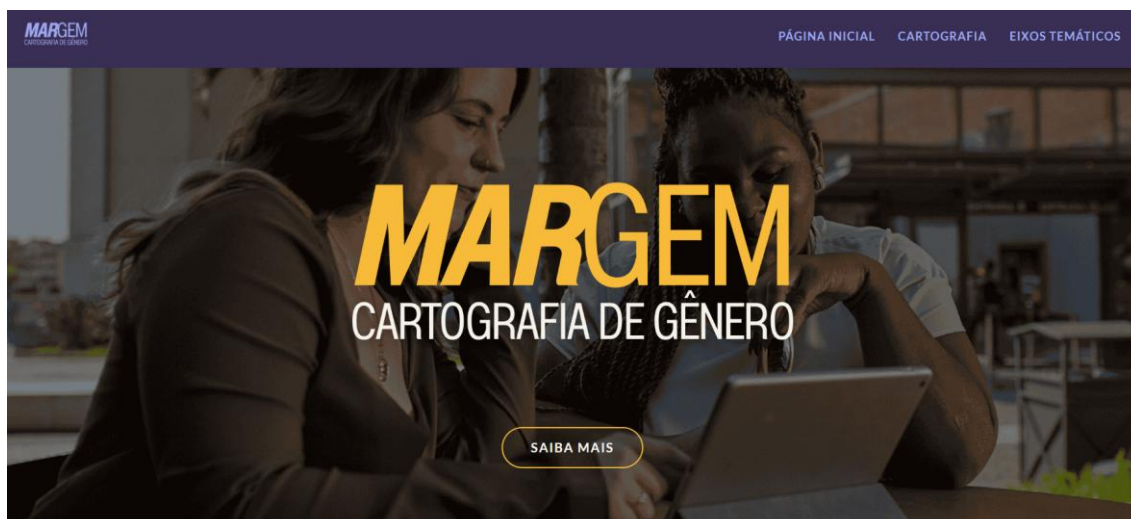 MARGEM
CARTOGRAFIA DE GÊNERO
PÁGINA INICIAL CARTOGRAFIA EIXOS TEMÁTICOS
MARGEM
CARTOGRAFIA DE GÊNERO
SAIBA MAIS